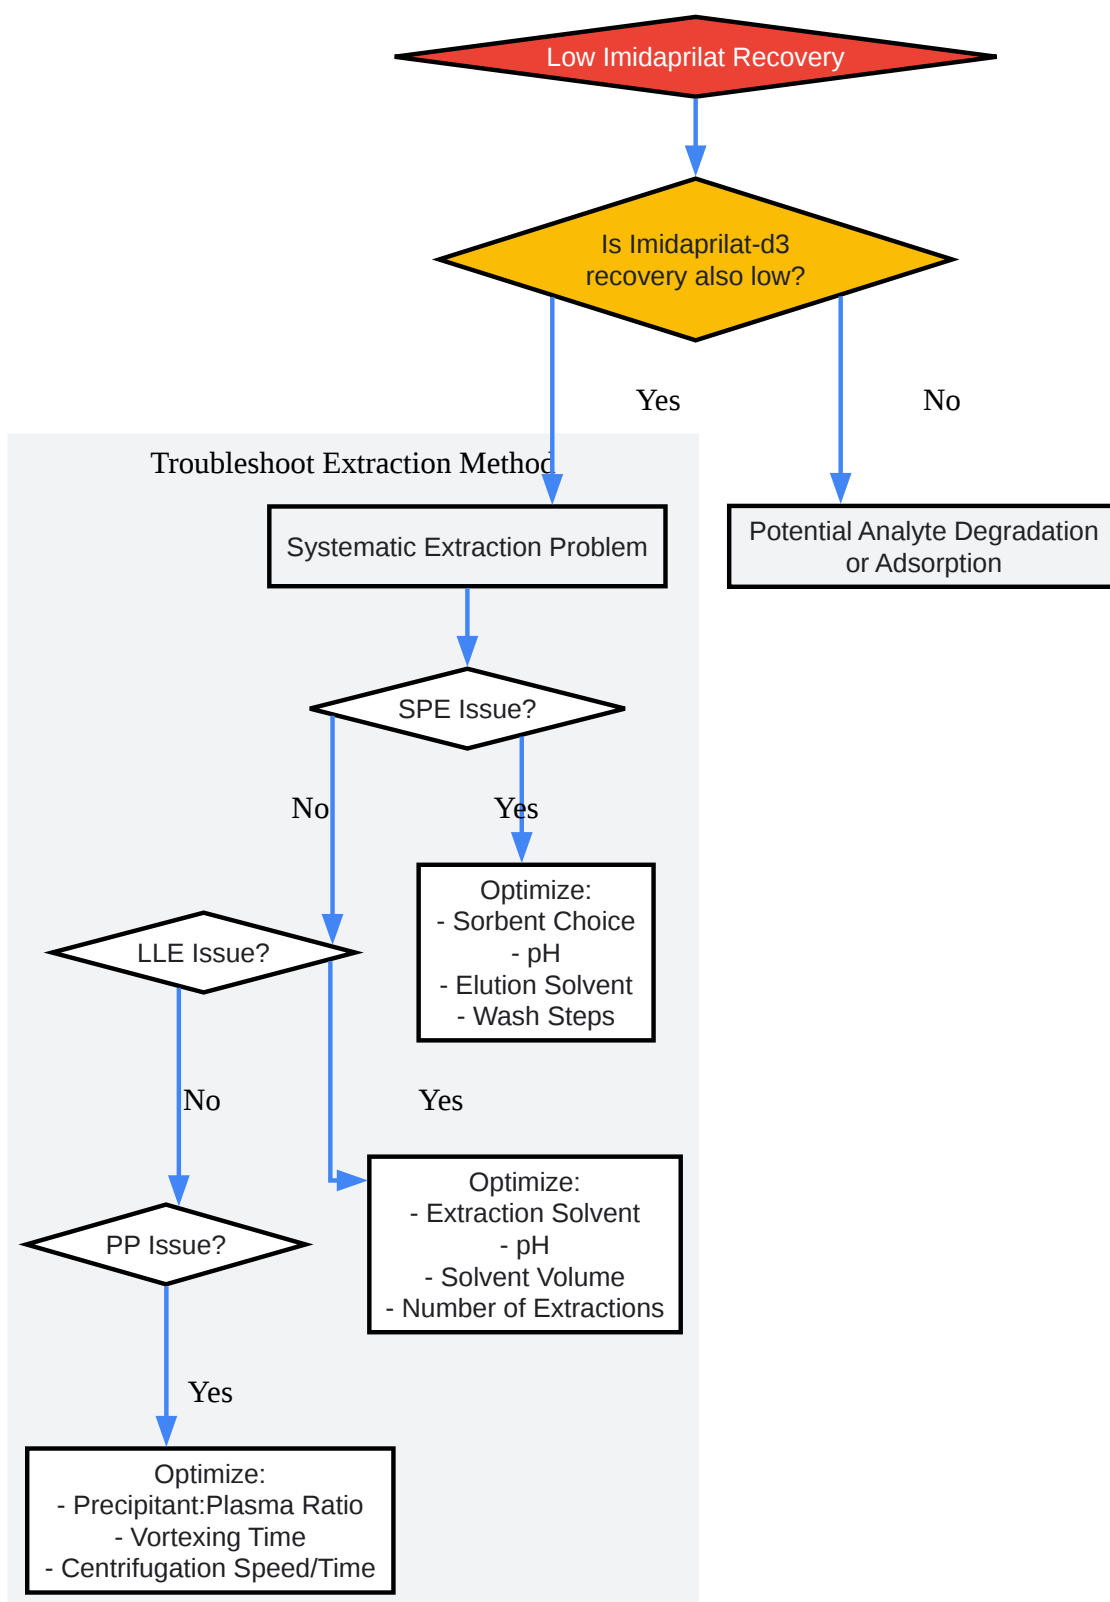 Low Imidaprilat Recovery
Is Imidaprilat-d3
recovery also low?
Yes
No
Troubleshoot Extraction Method
Systematic Extraction Problem
Potential Analyte Degradation
or Adsorption
SPE Issue?
No
Yes
Optimize:
- Sorbent Choice
- pH
- Elution Solvent
- Wash Steps
LLE Issue?
No
Yes
Optimize:
- Extraction Solvent
- pH
- Solvent Volume
- Number of Extractions
PP Issue?
Yes
Optimize:
- Precipitant:Plasma Ratio
- Vortexing Time
- Centrifugation Speed/Time